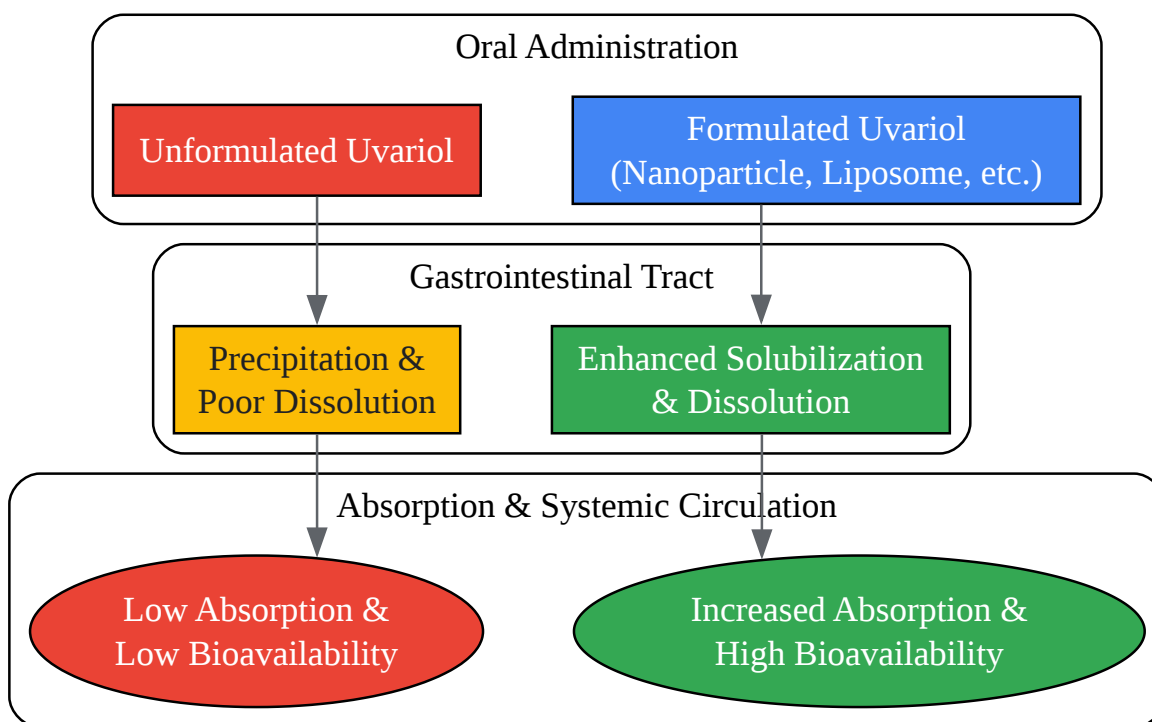 Oral Administration
Unformulated Uvariol
Formulated Uvariol
(Nanoparticle, Liposome, etc.)
Gastrointestinal Tract
Precipitation &
Poor Dissolution
Enhanced Solubilization
& Dissolution
Absorption & Systemic Circulation
Low Absorption &
Low Bioavailability
Increased Absorption &
High Bioavailability